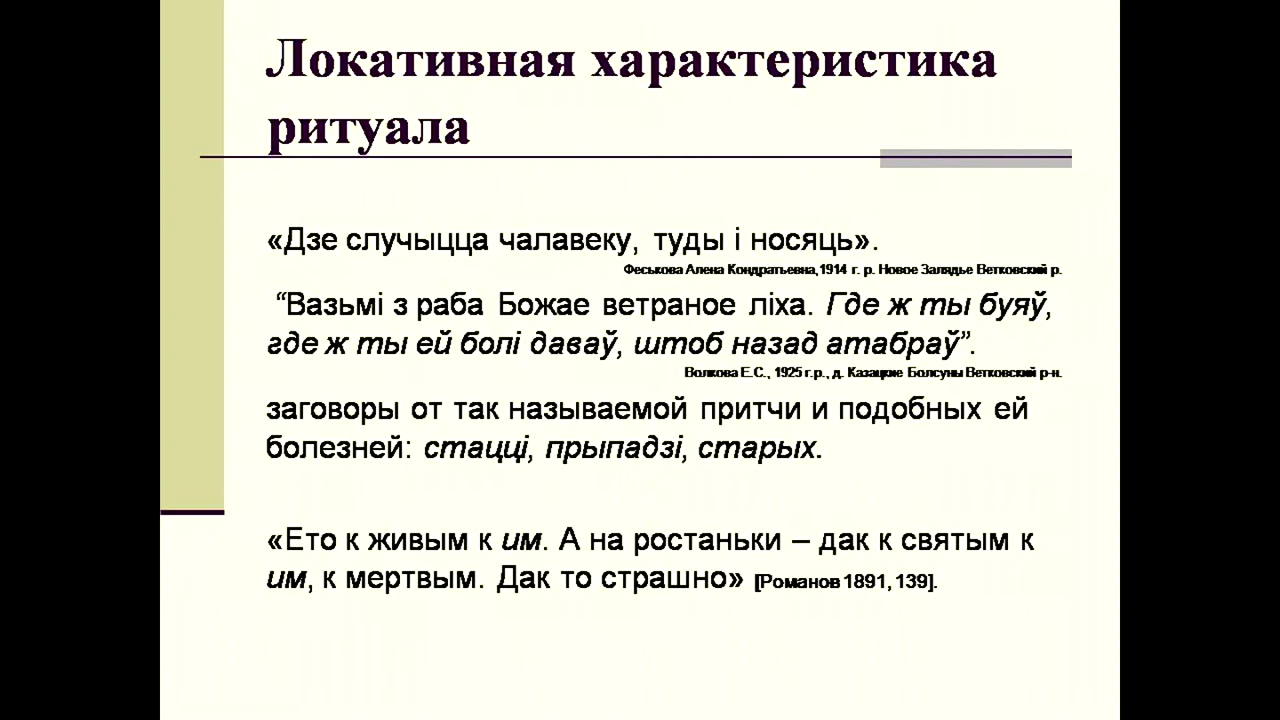 Локативная характеристика
ритуала
«Дзе случыцца чалавеку, туды і носяць».
Феськова Алена Кондратьевна,1914 г. р. Новое Залядье Ветковский р.
“Вазьмі з раба Божае ветраное ліха. Где ж ты буяў,
где ж ты ей болі даваў, штоб назад атабраў”.
Волкова Е.С., 1925 г.р., д. Казацкие Болсуны Ветковский р-н.
заговоры от так называемой притчи и подобных ей
болезней: стацці, прыпадзі, старых.
«Ето к живым к им. А на ростаньки – дак к святым к
им, к мертвым. Дак то страшно» [Романов 1891, 139].